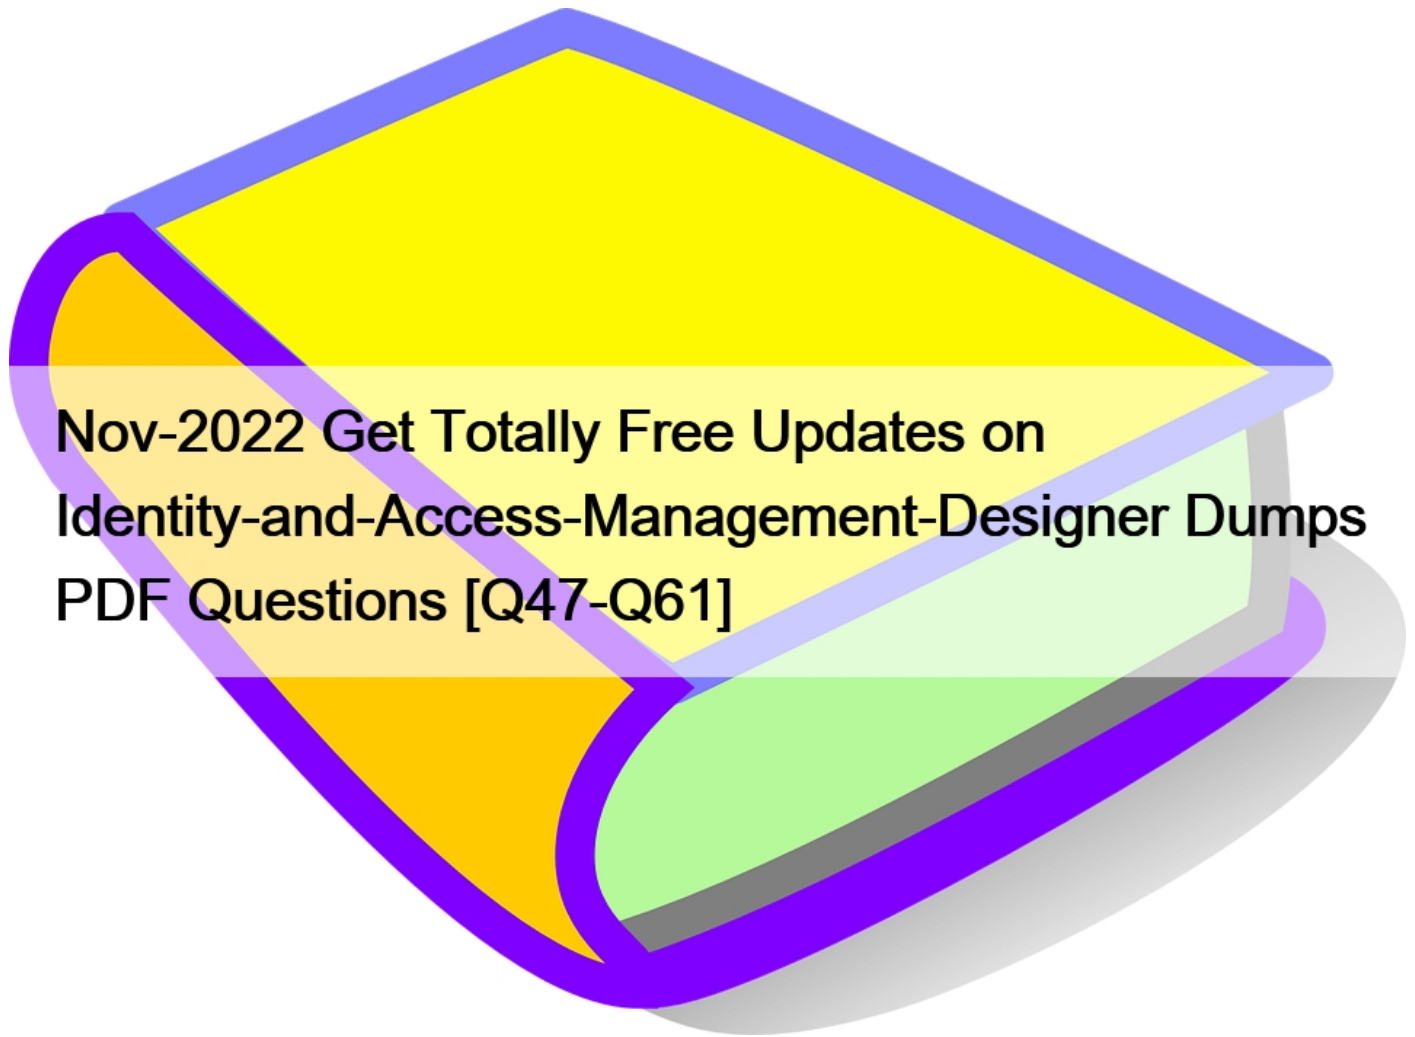 Nov-2022 Get Totally Free Updates on
Identity-and-Access-Management-Designer Dumps
PDF Questions [Q47-Q61]